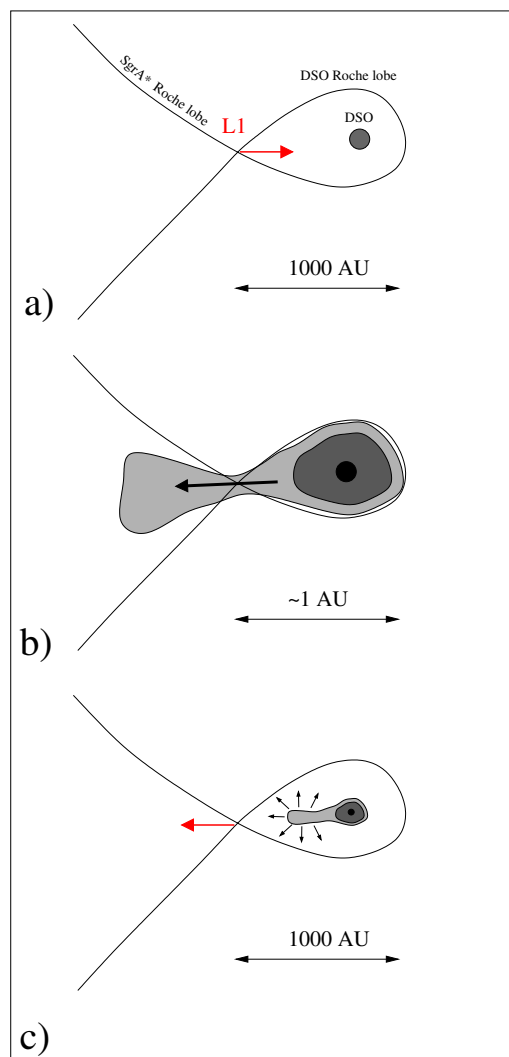 SgrA* Roche lobe
DSO Roche lobe
DSO
L1
1000 AU
a)
~1 AU
b)
1000 AU
c)